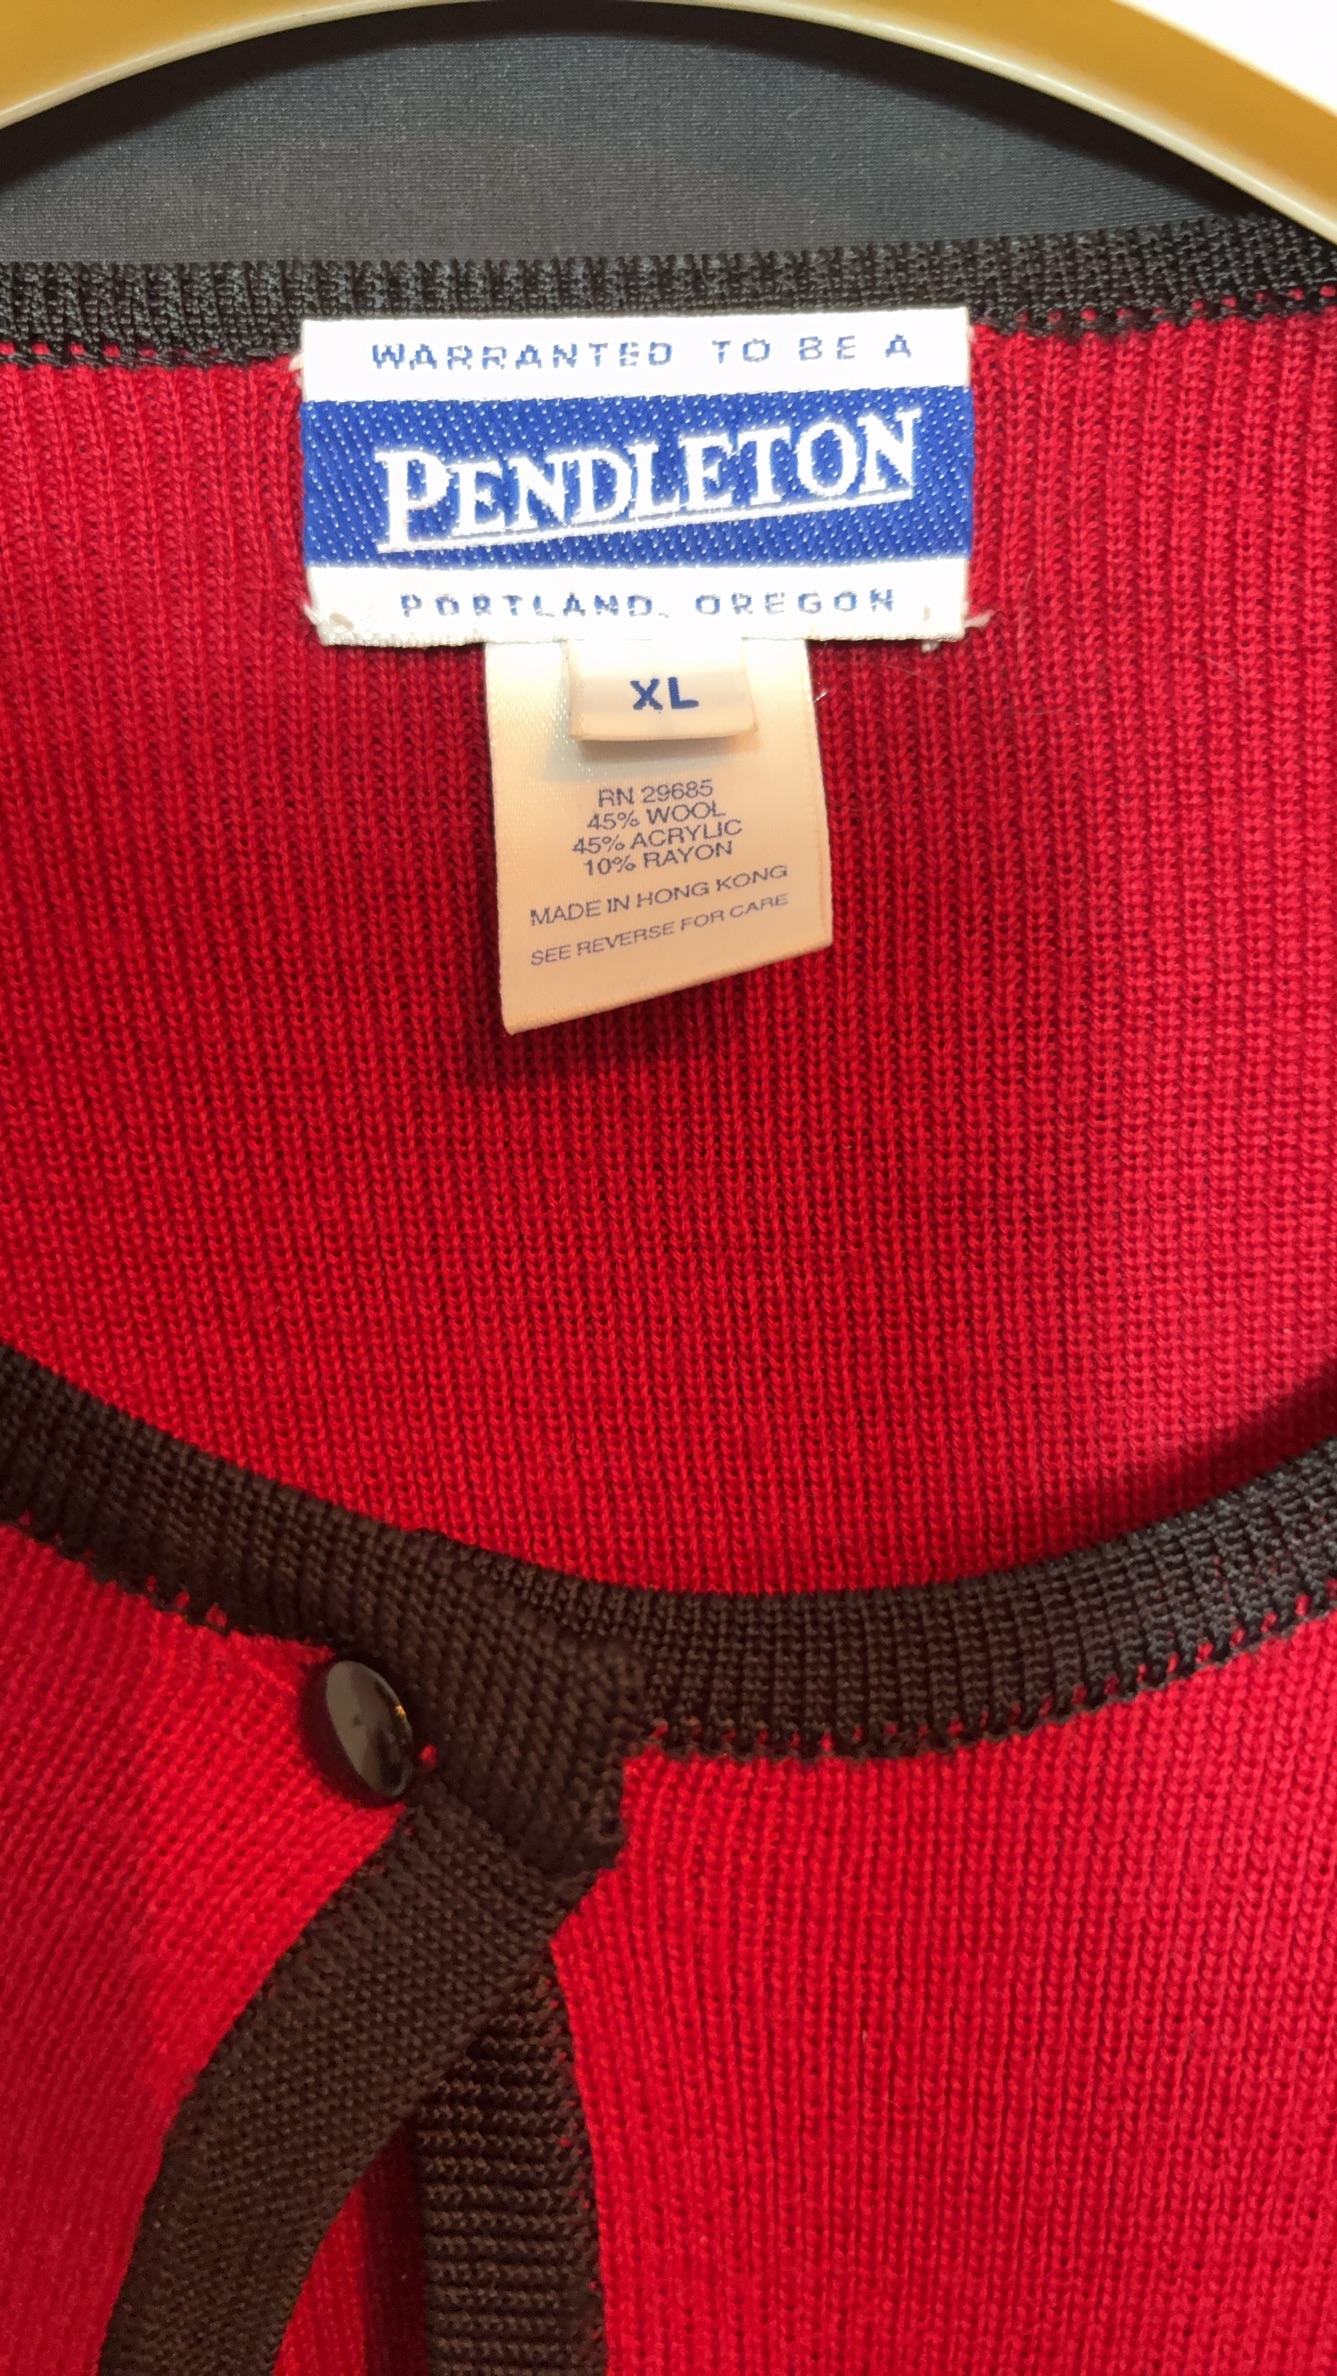 WARRANTED TO BE A
PENDLETON
PORTLAND, OREGON
XL
RN 29685
45% WOOL
45% ACRYLIC
10% RAYON
MADE IN HONG KONG
SEE REVERSE FOR CARE